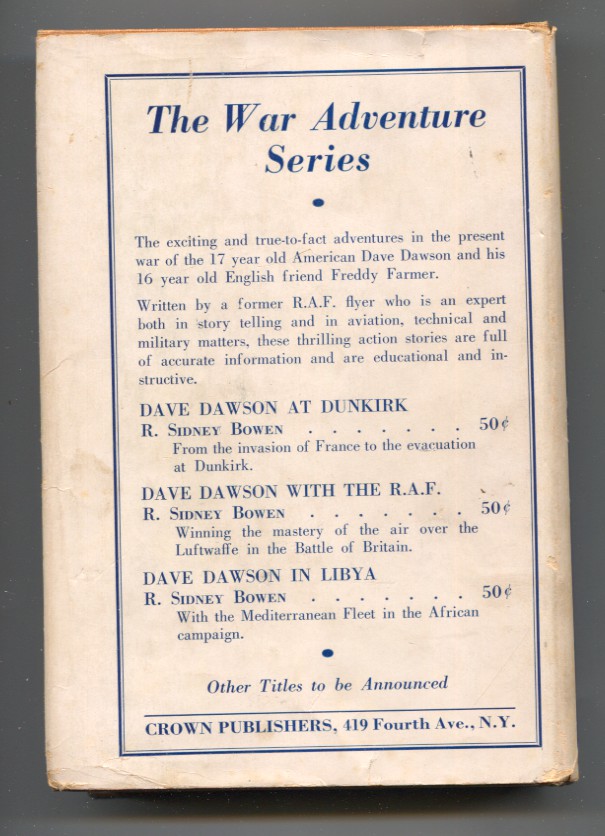 The War Adventure
Series
•
The exciting and true-to-fact adventures in the present
war of the 17 year old American Dave Dawson and his
16 year old English friend Freddy Farmer.
Written by a former R.A.F. flyer who is an expert
both in story telling and in aviation, technical and
military matters, these thrilling action stories are full
of accurate information and are educational and in-
structive.
DAVE DAWSON AT DUNKIRK
R. SIDNEY BOWEN . . . . . . . 50¢
From the invasion of France to the evacuation
at Dunkirk.
DAVE DAWSON WITH THE R.A.F.
R. SIDNEY BOWEN . . . . . . . 50¢
Winning the mastery of the air over the
Luftwaffe in the Battle of Britain.
DAVE DAWSON IN LIBYA
R. SIDNEY BOWEN . . . . . . . 50¢
With the Mediterranean Fleet in the African
campaign.
•
Other Titles to be Announced
CROWN PUBLISHERS, 419 Fourth Ave., N.Y.